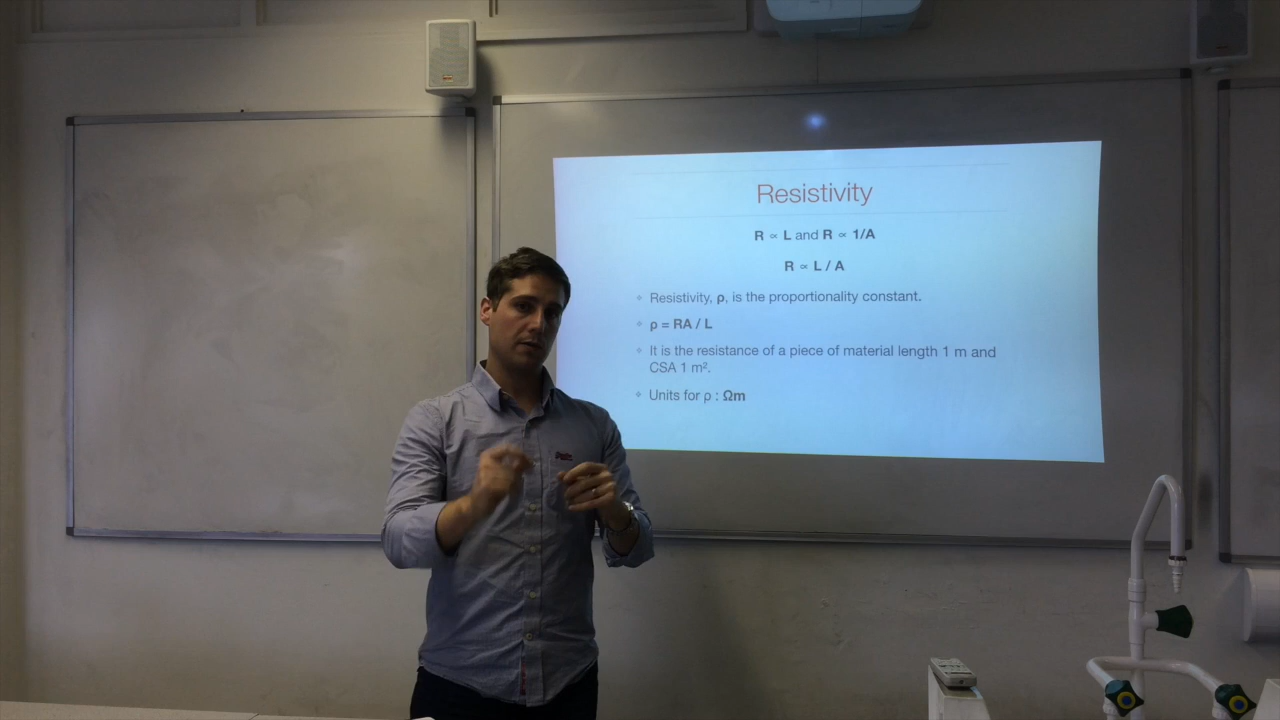 Resistivity
R ∝ L and R ∝ 1/A
R ∝ L / A
Resistivity, ρ, is the proportionality constant.
ρ = RA / L
It is the resistance of a piece of material length 1 m and
CSA 1 m².
Units for ρ : Ωm